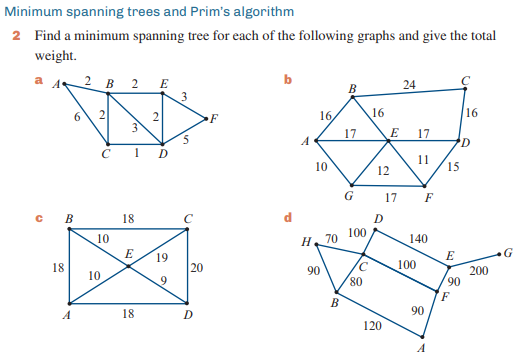 Minimum spanning trees and Prim's algorithm
2 Find a minimum spanning tree for each of the following graphs and give the total
weight.
a A 2 B 2 E 3 F 6 2 3 2 5 C 1 D
b B 24 C 16 16 16 A 17 E 17 D 10 12 11 15 G 17 F
c B 18 C 10 E 19 18 10 9 20 A 18 D
d D H 70 100 140 E G 90 C 100 200 80 90 B F 90 120 A